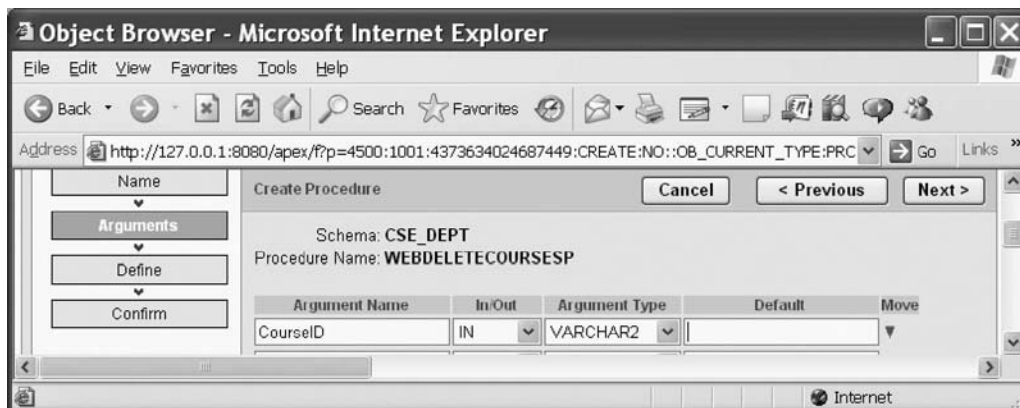 Object Browser - Microsoft Internet Explorer
File Edit View Favorites Tools Help
Back Search Favorites
Address http://127.0.0.1:8080/apex/f?p=4500:1001:4373634024687449:CREATE:NO::OB_CURRENT_TYPE:PRC Go Links »
Name
Arguments
Define
Confirm
Create Procedure Cancel < Previous Next >
Schema: CSE_DEPT
Procedure Name: WEBDELETECOURSESP
Argument Name In/Out Argument Type Default Move
CourseID IN VARCHAR2
Internet